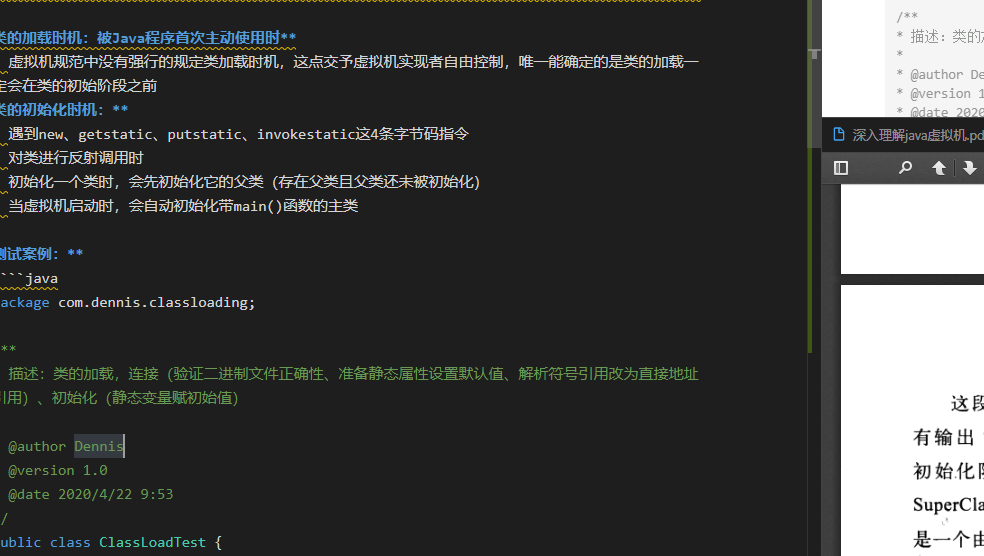 类的加载时机：被Java程序首次主动使用时**
虚拟机规范中没有强行的规定类加载时机，这点交予虚拟机实现者自由控制，唯一能确定的是类的加载一
定会在类的初始阶段之前
类的初始化时机：**
遇到new、getstatic、putstatic、invokestatic这4条字节码指令
对类进行反射调用时
初始化一个类时，会先初始化它的父类（存在父类且父类还未被初始化）
当虚拟机启动时，会自动初始化带main()函数的主类
测试案例：**
```java
ackage com.dennis.classloading;
**
描述：类的加载，连接（验证二进制文件正确性、准备静态属性设置默认值、解析符号引用改为直接地址
引用）、初始化（静态变量赋初始值）
@author Dennis
@version 1.0
@date 2020/4/22 9:53
/
ublic class ClassLoadTest {
/**
* 描述：类的加
*
* @author De
* @version 1
* @date 2020
深入理解java虚拟机.pd
这段
有输出
初始化阶
SuperCla
是一个由